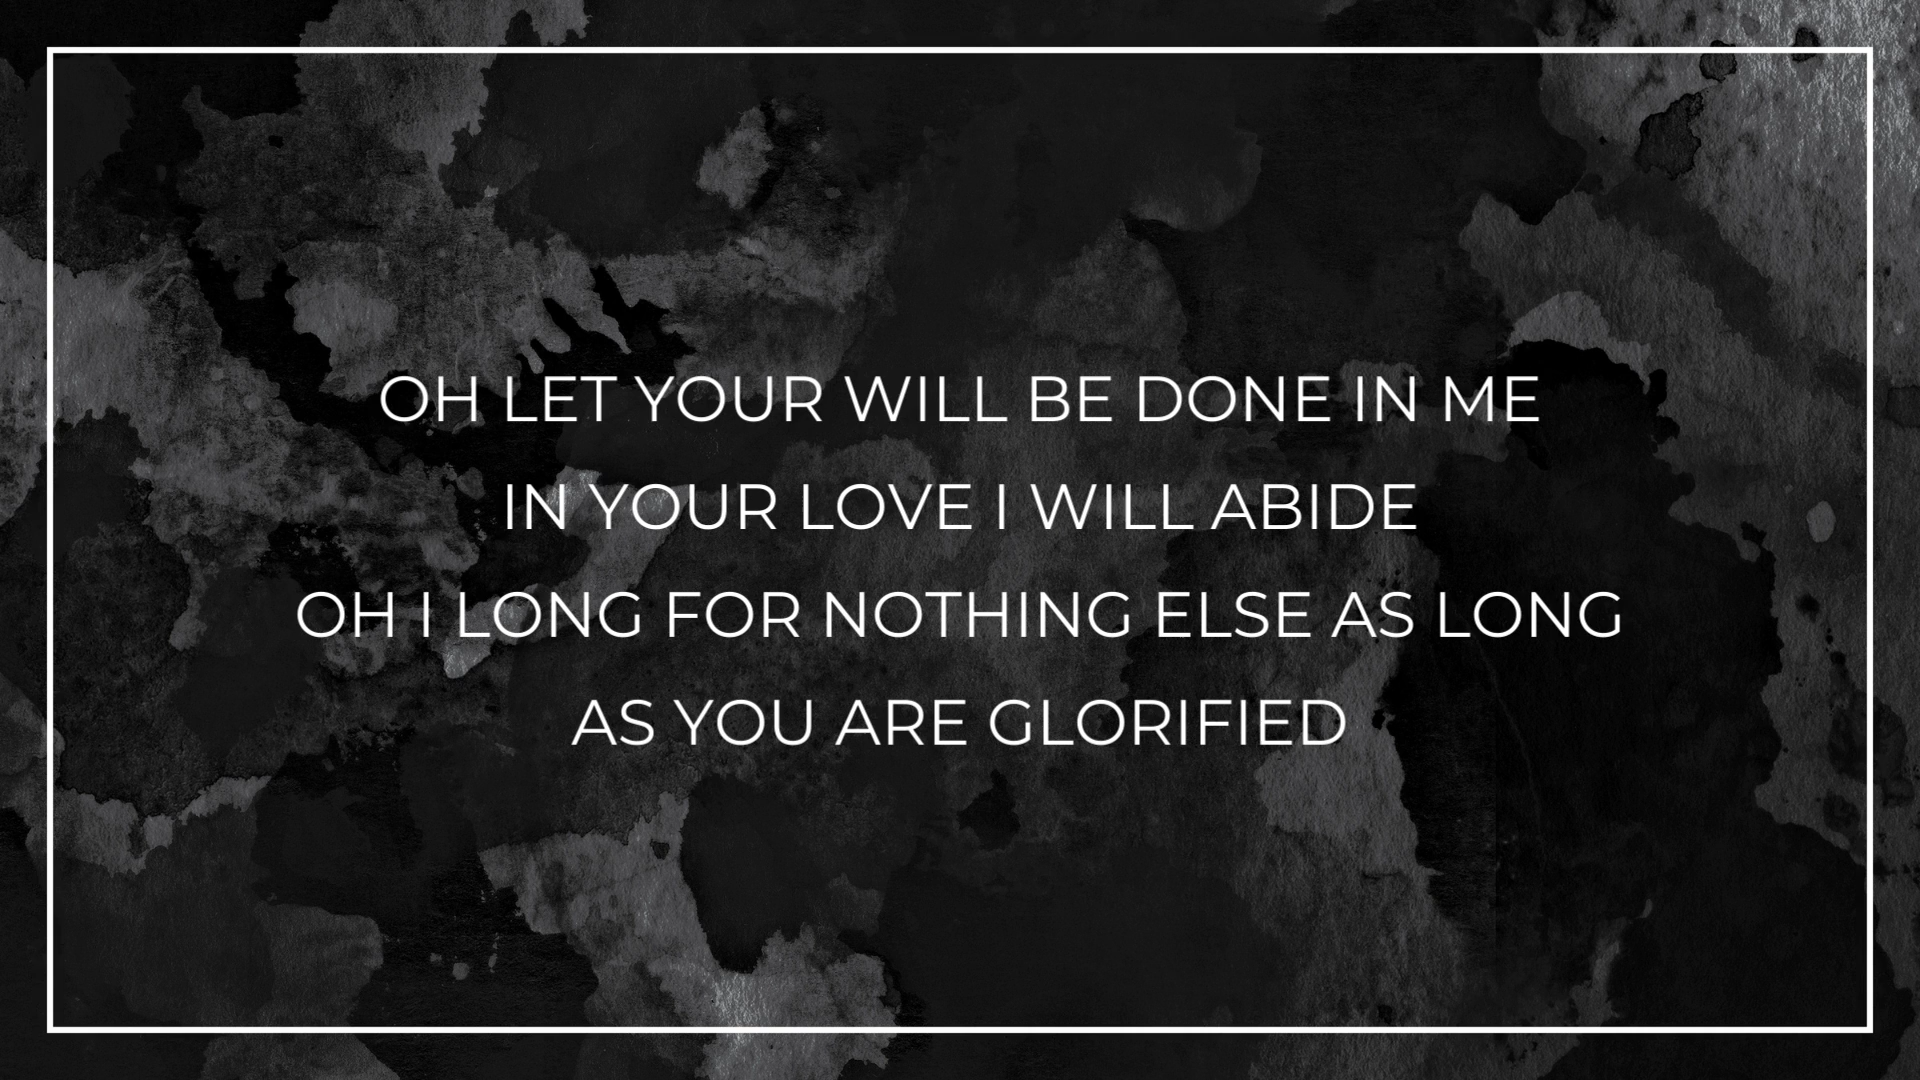 OH LET YOUR WILL BE DONE IN ME
IN YOUR LOVE I WILL ABIDE
OH I LONG FOR NOTHING ELSE AS LONG
AS YOU ARE GLORIFIED